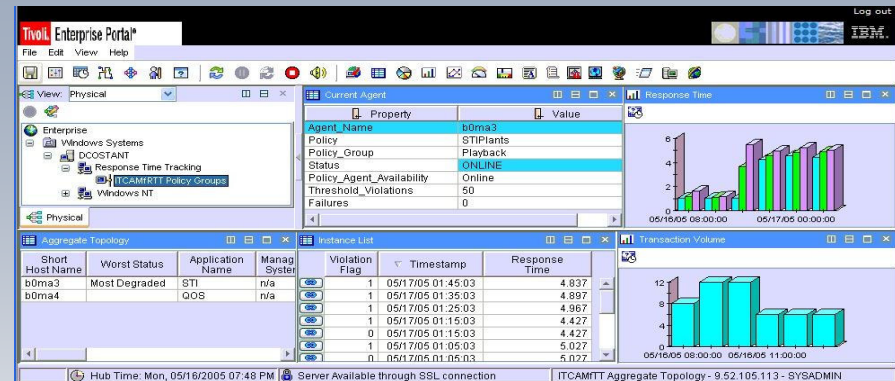 Log out
Tivoli. Enterprise Portal*
IBM.
File Edit View Help
View: Physical
Enterprise
Windows Systems
DCOSTANT
Response Time Tracking
ITCAMfRTT Policy Groups
Windows NT
Physical
Current Agent
Property Value
Agent_Name b0ma3
Policy STIPlants
Policy_Group Playback
Status ONLINE
Policy_Agent_Availability Online
Threshold_Violations 50
Failures 0
Response Time
6
4
2
0
05/16/05 08:00:00 05/17/05 00:00:00
Aggregate Topology
Short Host Name Worst Status Application Name Manag Syster
b0ma3 Most Degraded STI n/a
b0ma4 QOS n/a
Instance List
Violation Flag Timestamp Response Time
1 05/17/05 01:45:03 4.837
1 05/17/05 01:35:03 4.897
1 05/17/05 01:25:03 4.967
1 05/17/05 01:15:03 4.427
0 05/17/05 01:15:03 4.427
1 05/17/05 01:05:03 5.027
0 05/17/05 01:05:03 5.027
Transaction Volume
12
8
4
0
05/16/05 08:00:00 05/16/05 11:00:00
Hub Time: Mon, 05/16/2005 07:48 PM
Server Available through SSL connection
ITCAMfTT Aggregate Topology - 9.52.105.113 - SYSADMIN